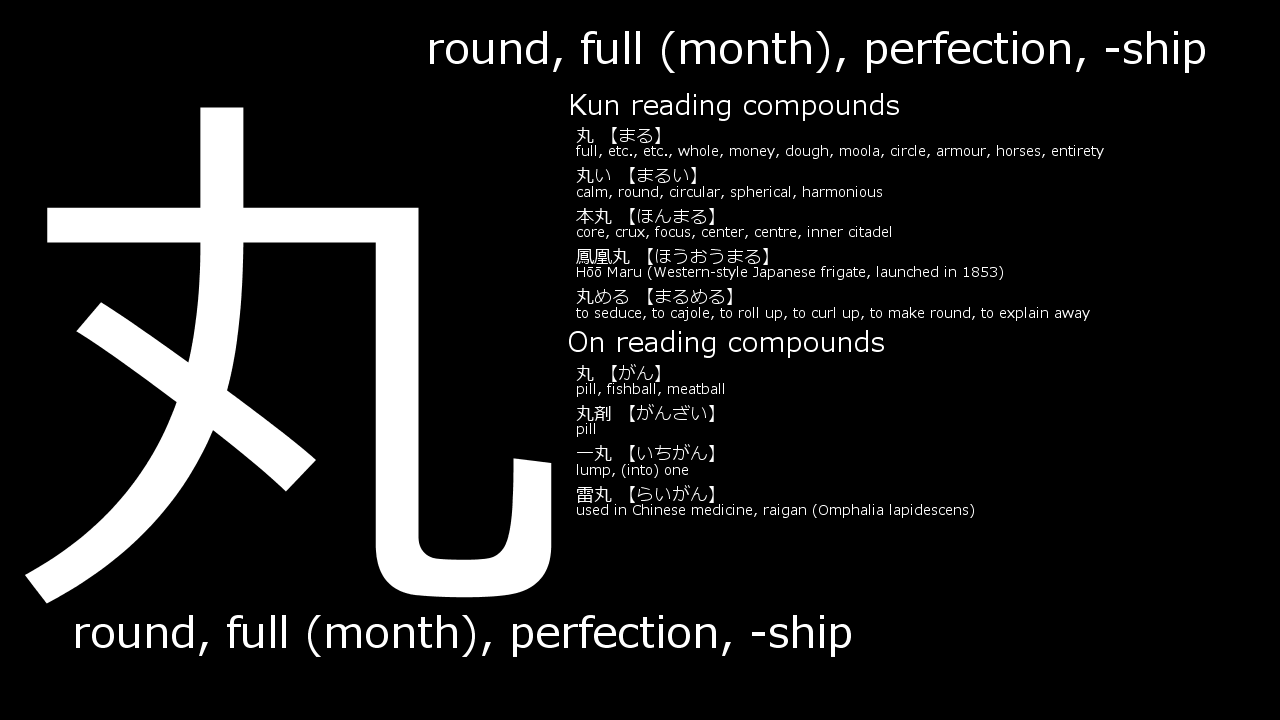 round, full (month), perfection, -ship
丸
Kun reading compounds
丸 【まる】
full, etc., etc., whole, money, dough, moola, circle, armour, horses, entirety
丸い 【まるい】
calm, round, circular, spherical, harmonious
本丸 【ほんまる】
core, crux, focus, center, centre, inner citadel
鳳凰丸 【ほうおうまる】
Hōō Maru (Western-style Japanese frigate, launched in 1853)
丸める 【まるめる】
to seduce, to cajole, to roll up, to curl up, to make round, to explain away
On reading compounds
丸 【がん】
pill, fishball, meatball
丸剤 【がんざい】
pill
一丸 【いちがん】
lump, (into) one
雷丸 【らいがん】
used in Chinese medicine, raigan (Omphalia lapidescens)
round, full (month), perfection, -ship